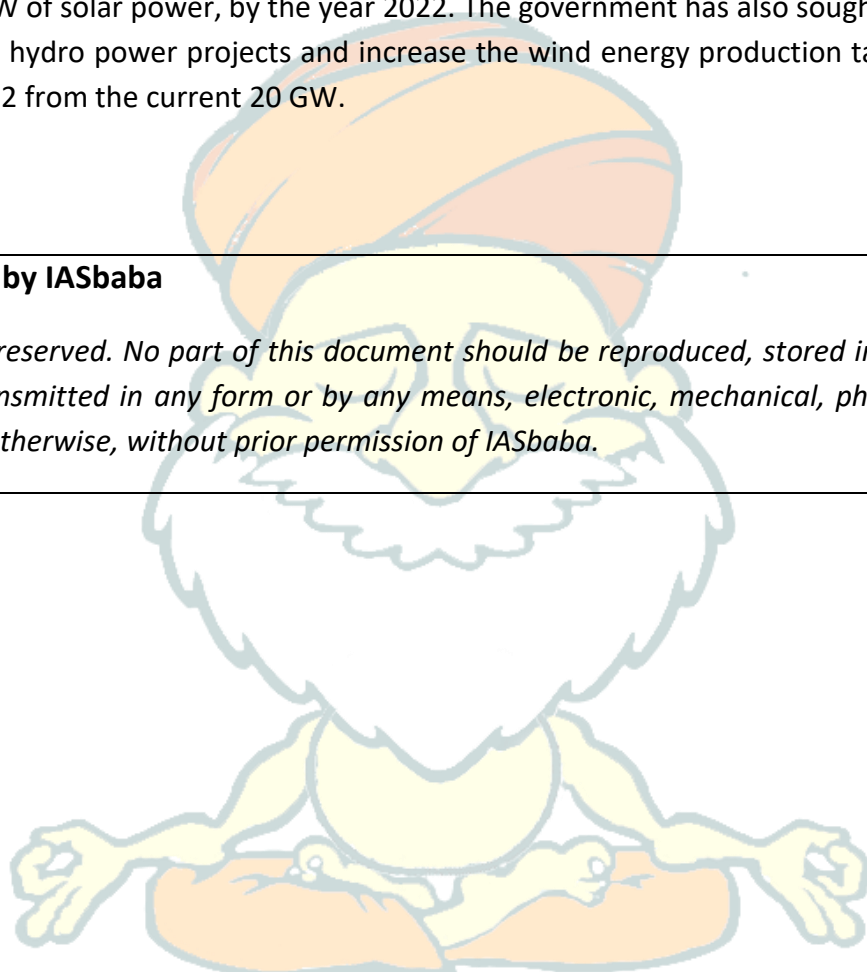 W of solar power, by the year 2022. The government has also sough
hydro power projects and increase the wind energy production ta
2 from the current 20 GW.
by IASbaba
reserved. No part of this document should be reproduced, stored i
nsmitted in any form or by any means, electronic, mechanical, ph
therwise, without prior permission of IASbaba.